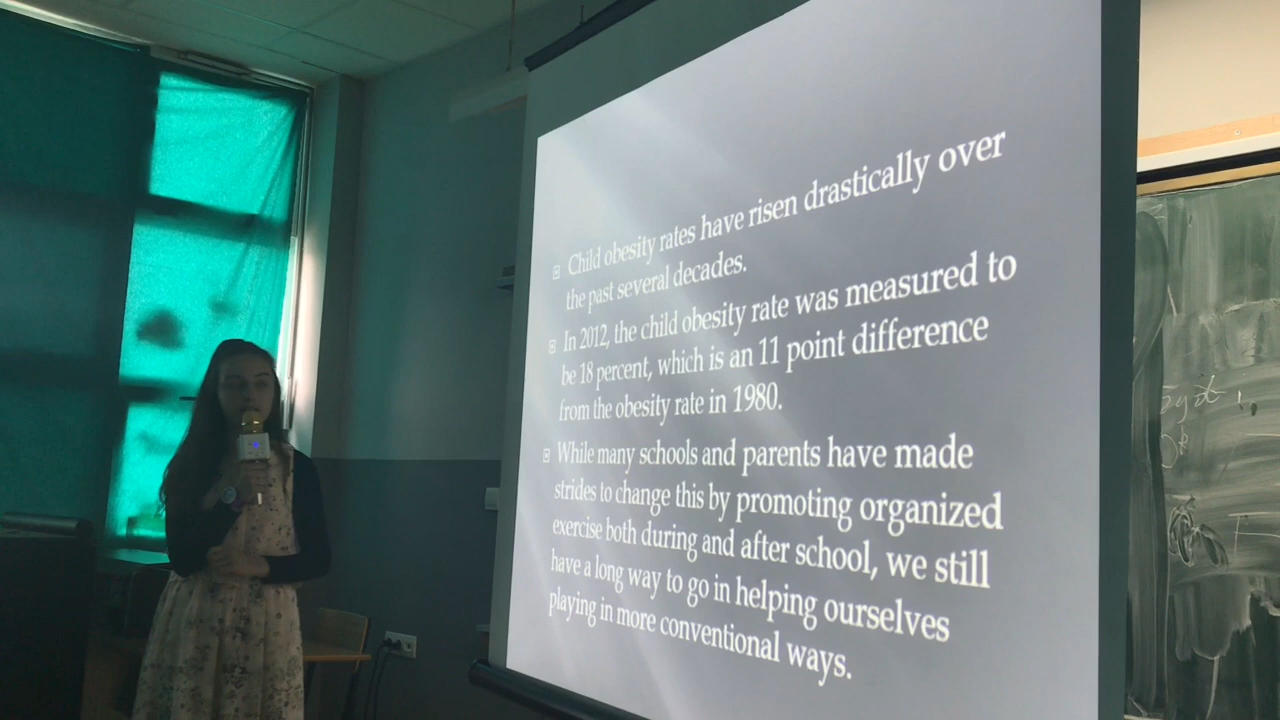 Child obesity rates have risen drastically over
the past several decades.
In 2012, the child obesity rate was measured to
be 18 percent, which is an 11 point difference
from the obesity rate in 1980.
While many schools and parents have made
strides to change this by promoting organized
exercise both during and after school, we still
have a long way to go in helping ourselves
playing in more conventional ways.